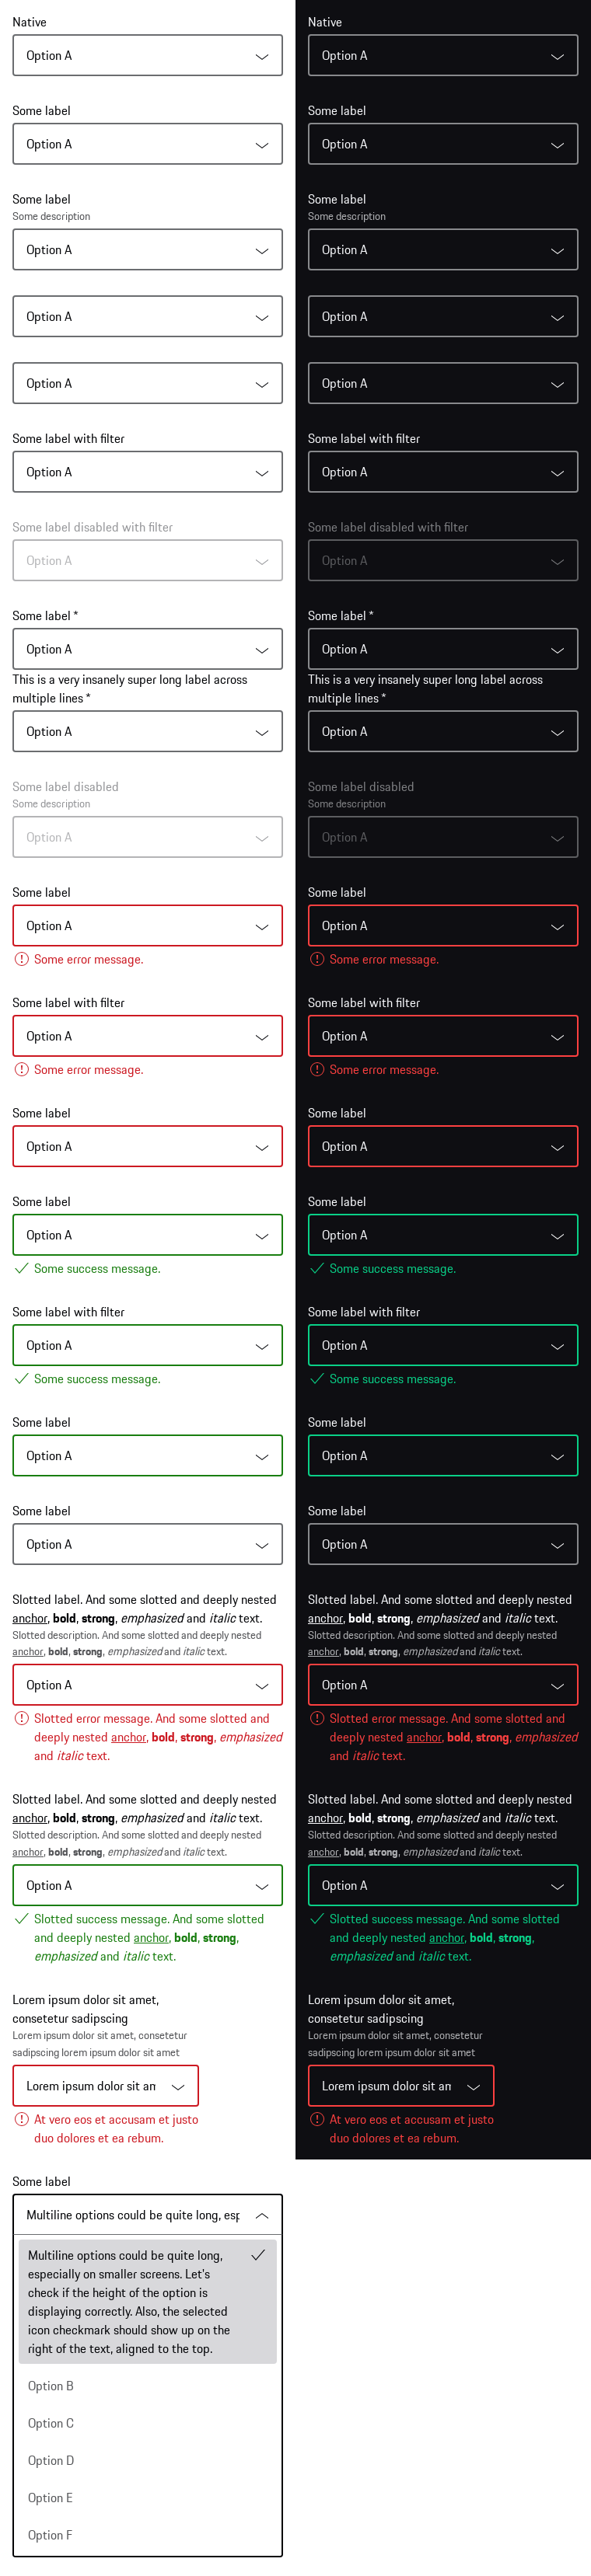 Native
Option A
Some label
Option A
Some label
Some description
Option A
Option A
Option A
Some label with filter
Option A
Some label disabled with filter
Option A
Some label *
Option A
This is a very insanely super long label across
multiple lines *
Option A
Some label disabled
Some description
Option A
Some label
Option A
Some error message.
Some label with filter
Option A
Some error message.
Some label
Option A
Some label
Option A
Some success message.
Some label with filter
Option A
Some success message.
Some label
Option A
Some label
Option A
Slotted label. And some slotted and deeply nested
anchor, bold, strong, emphasized and italic text.
Slotted description. And some slotted and deeply nested
anchor, bold, strong, emphasized and italic text.
Option A
Slotted error message. And some slotted and
deeply nested anchor, bold, strong, emphasized
and italic text.
Slotted label. And some slotted and deeply nested
anchor, bold, strong, emphasized and italic text.
Slotted description. And some slotted and deeply nested
anchor, bold, strong, emphasized and italic text.
Option A
Slotted success message. And some slotted
and deeply nested anchor, bold, strong,
emphasized and italic text.
Lorem ipsum dolor sit amet,
consetetur sadipscing
Lorem ipsum dolor sit amet, consetetur
sadipscing lorem ipsum dolor sit amet
Lorem ipsum dolor sit am
At vero eos et accusam et justo
duo dolores et ea rebum.
Some label
Multiline options could be quite long, esp
Multiline options could be quite long,
especially on smaller screens. Let's
check if the height of the option is
displaying correctly. Also, the selected
icon checkmark should show up on the
right of the text, aligned to the top.
Option B
Option C
Option D
Option E
Option F
Native
Option A
Some label
Option A
Some label
Some description
Option A
Option A
Option A
Some label with filter
Option A
Some label disabled with filter
Option A
Some label *
Option A
This is a very insanely super long label across
multiple lines *
Option A
Some label disabled
Some description
Option A
Some label
Option A
Some error message.
Some label with filter
Option A
Some error message.
Some label
Option A
Some label
Option A
Some success message.
Some label with filter
Option A
Some success message.
Some label
Option A
Some label
Option A
Slotted label. And some slotted and deeply nested
anchor, bold, strong, emphasized and italic text.
Slotted description. And some slotted and deeply nested
anchor, bold, strong, emphasized and italic text.
Option A
Slotted error message. And some slotted and
deeply nested anchor, bold, strong, emphasized
and italic text.
Slotted label. And some slotted and deeply nested
anchor, bold, strong, emphasized and italic text.
Slotted description. And some slotted and deeply nested
anchor, bold, strong, emphasized and italic text.
Option A
Slotted success message. And some slotted
and deeply nested anchor, bold, strong,
emphasized and italic text.
Lorem ipsum dolor sit amet,
consetetur sadipscing
Lorem ipsum dolor sit amet, consetetur
sadipscing lorem ipsum dolor sit amet
Lorem ipsum dolor sit am
At vero eos et accusam et justo
duo dolores et ea rebum.